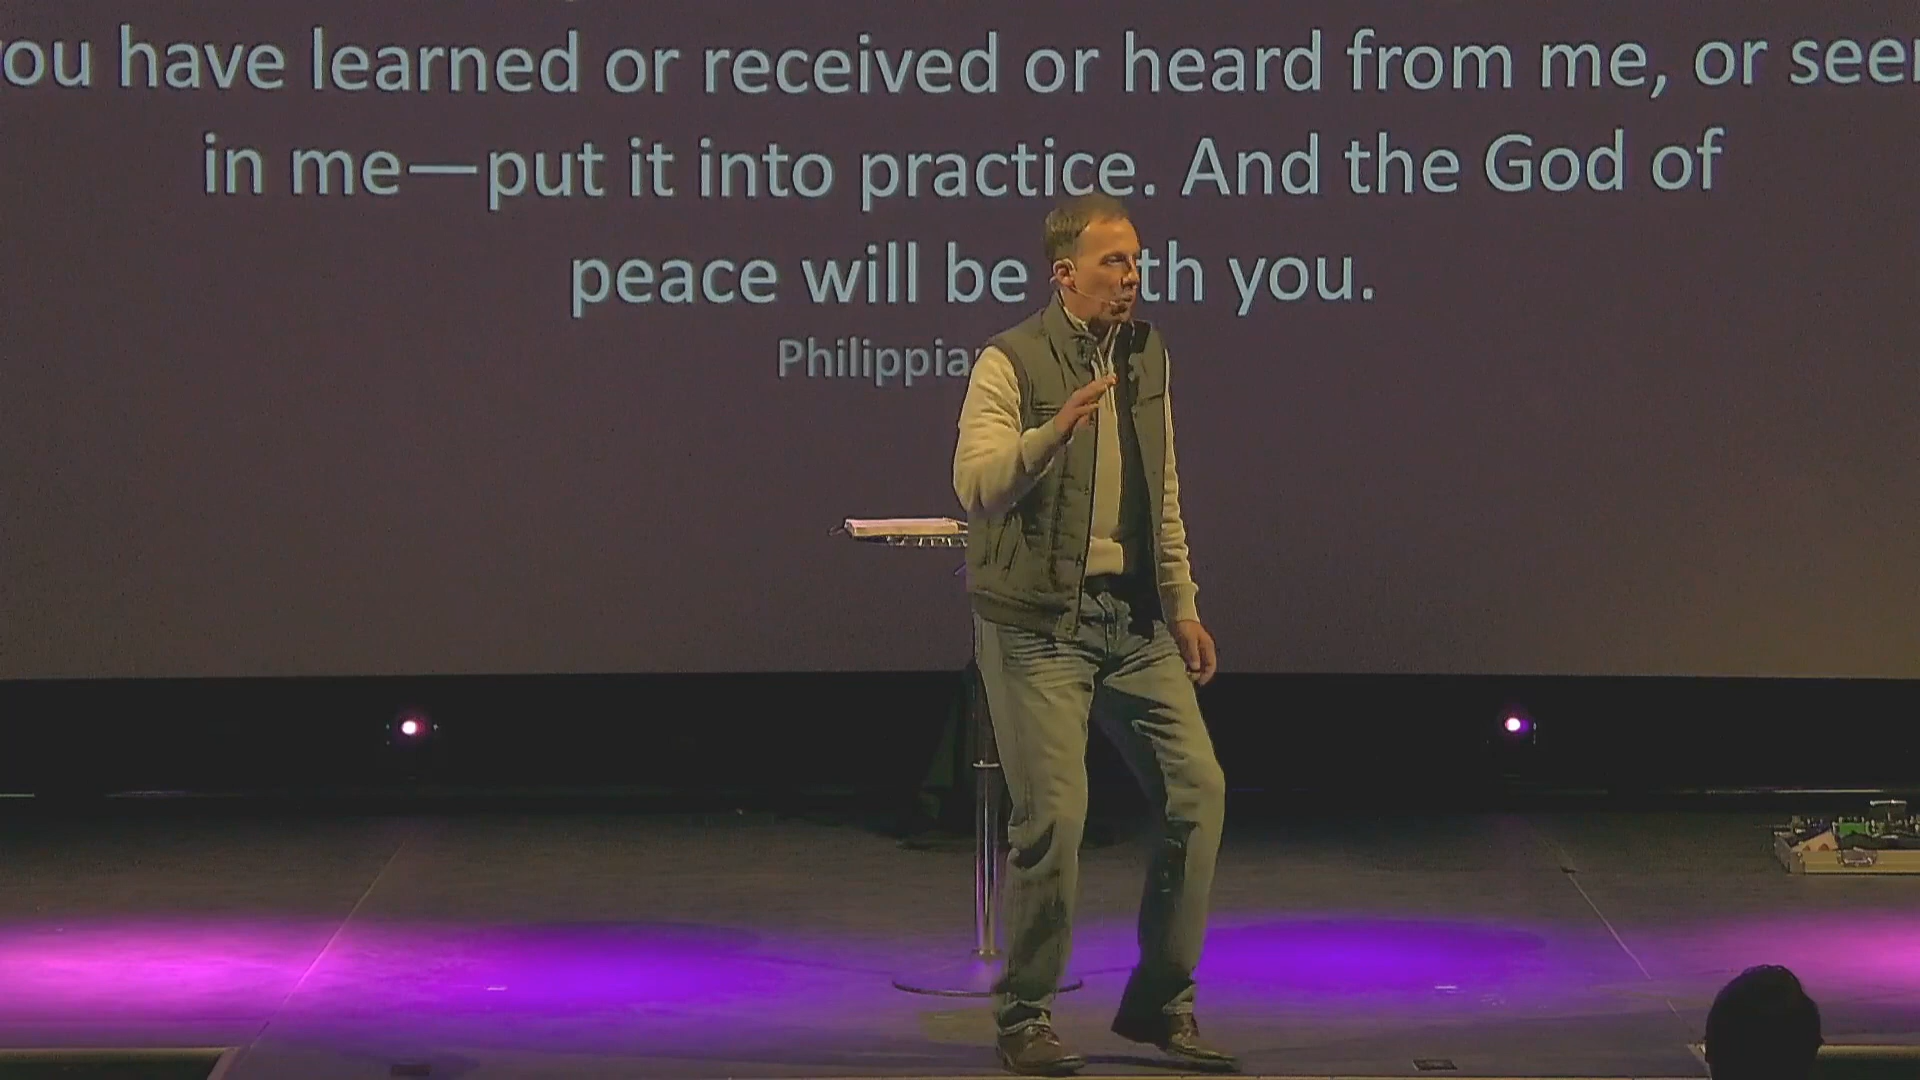 ou have learned or received or heard from me, or seen
in me—put it into practice. And the God of
peace will be th you.
Philippia